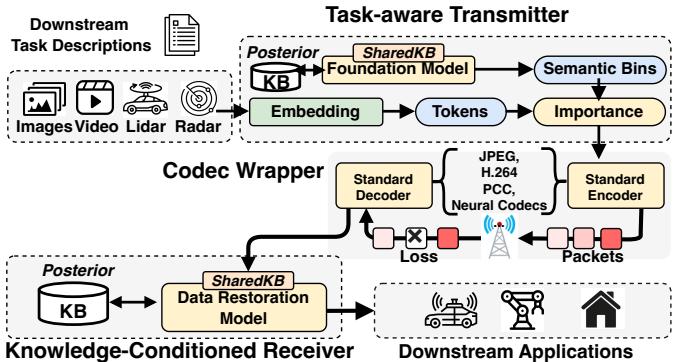 Task-aware Transmitter
Downstream
Task Descriptions
Posterior
SharedKB
KB
Foundation Model
Semantic Bins
Images Video Lidar Radar
Embedding
Tokens
Importance
Codec Wrapper
Standard
Decoder
JPEG,
H.264
PCC,
Neural Codecs
Standard
Encoder
Loss
Packets
Posterior
SharedKB
KB
Data Restoration
Model
Knowledge-Conditioned Receiver
Downstream Applications